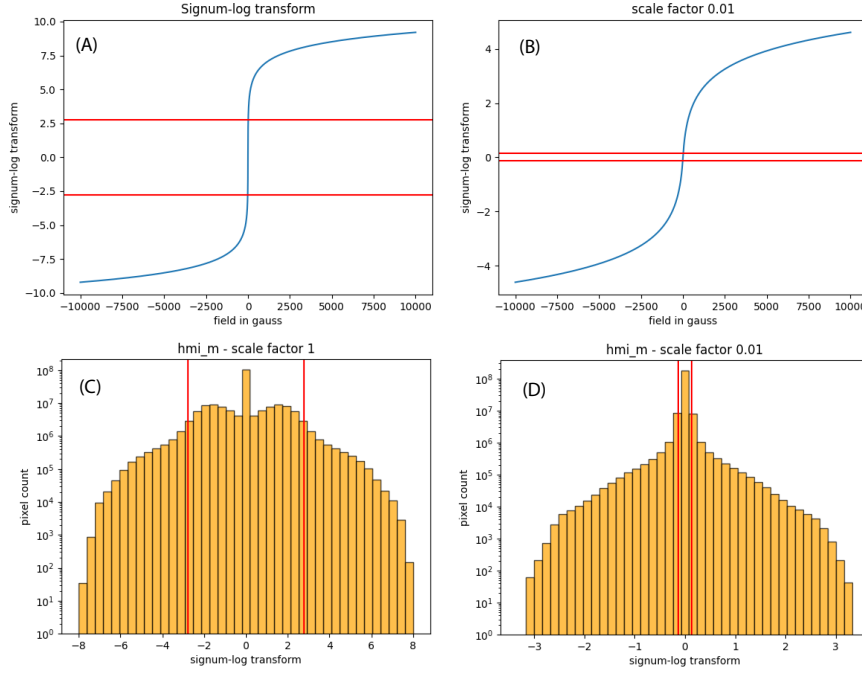 Signum-log transform
(A)
10.0
7.5
5.0
2.5
0.0
−2.5
−5.0
−7.5
−10.0
signum-log transform
−10000 −7500 −5000 −2500 0 2500 5000 7500 10000
field in gauss
scale factor 0.01
(B)
4
2
0
−2
−4
signum-log transform
−10000 −7500 −5000 −2500 0 2500 5000 7500 10000
field in gauss
hmi_m - scale factor 1
(C)
10^8
10^7
10^6
10^5
10^4
10^3
10^2
10^1
10^0
pixel count
−8 −6 −4 −2 0 2 4 6 8
signum-log transform
hmi_m - scale factor 0.01
(D)
10^8
10^7
10^6
10^5
10^4
10^3
10^2
10^1
10^0
pixel count
−3 −2 −1 0 1 2 3
signum-log transform